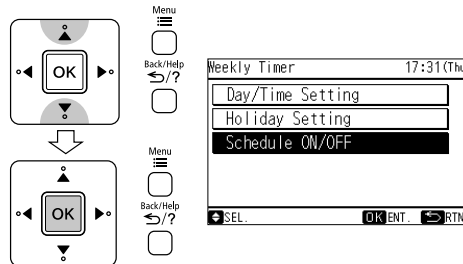 Menu
Back/Help
/?
OK
Menu
Back/Help
/?
OK
Weekly Timer 17:31(Thu
Day/Time Setting
Holiday Setting
Schedule ON/OFF
SEL. OK ENT. RTN